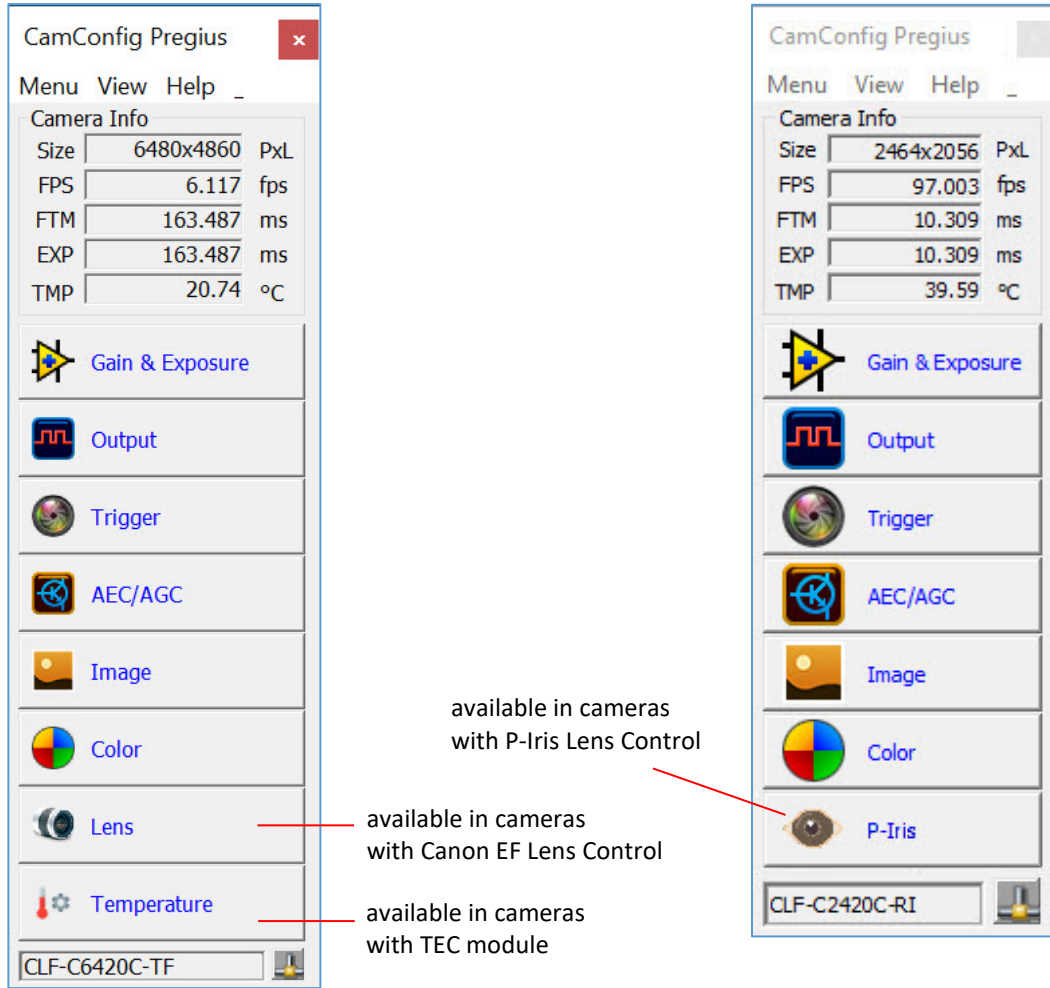 CamConfig Pregius
Menu View Help _
Camera Info
Size 6480x4860 PxL
FPS 6.117 fps
FTM 163.487 ms
EXP 163.487 ms
TMP 20.74 ºC
Gain & Exposure
Output
Trigger
AEC/AGC
Image
Color
Lens
Temperature
CLF-C6420C-TF
available in cameras
with P-Iris Lens Control
available in cameras
with Canon EF Lens Control
available in cameras
with TEC module
CamConfig Pregius
Menu View Help _
Camera Info
Size 2464x2056 PxL
FPS 97.003 fps
FTM 10.309 ms
EXP 10.309 ms
TMP 39.59 ºC
Gain & Exposure
Output
Trigger
AEC/AGC
Image
Color
P-Iris
CLF-C2420C-RI